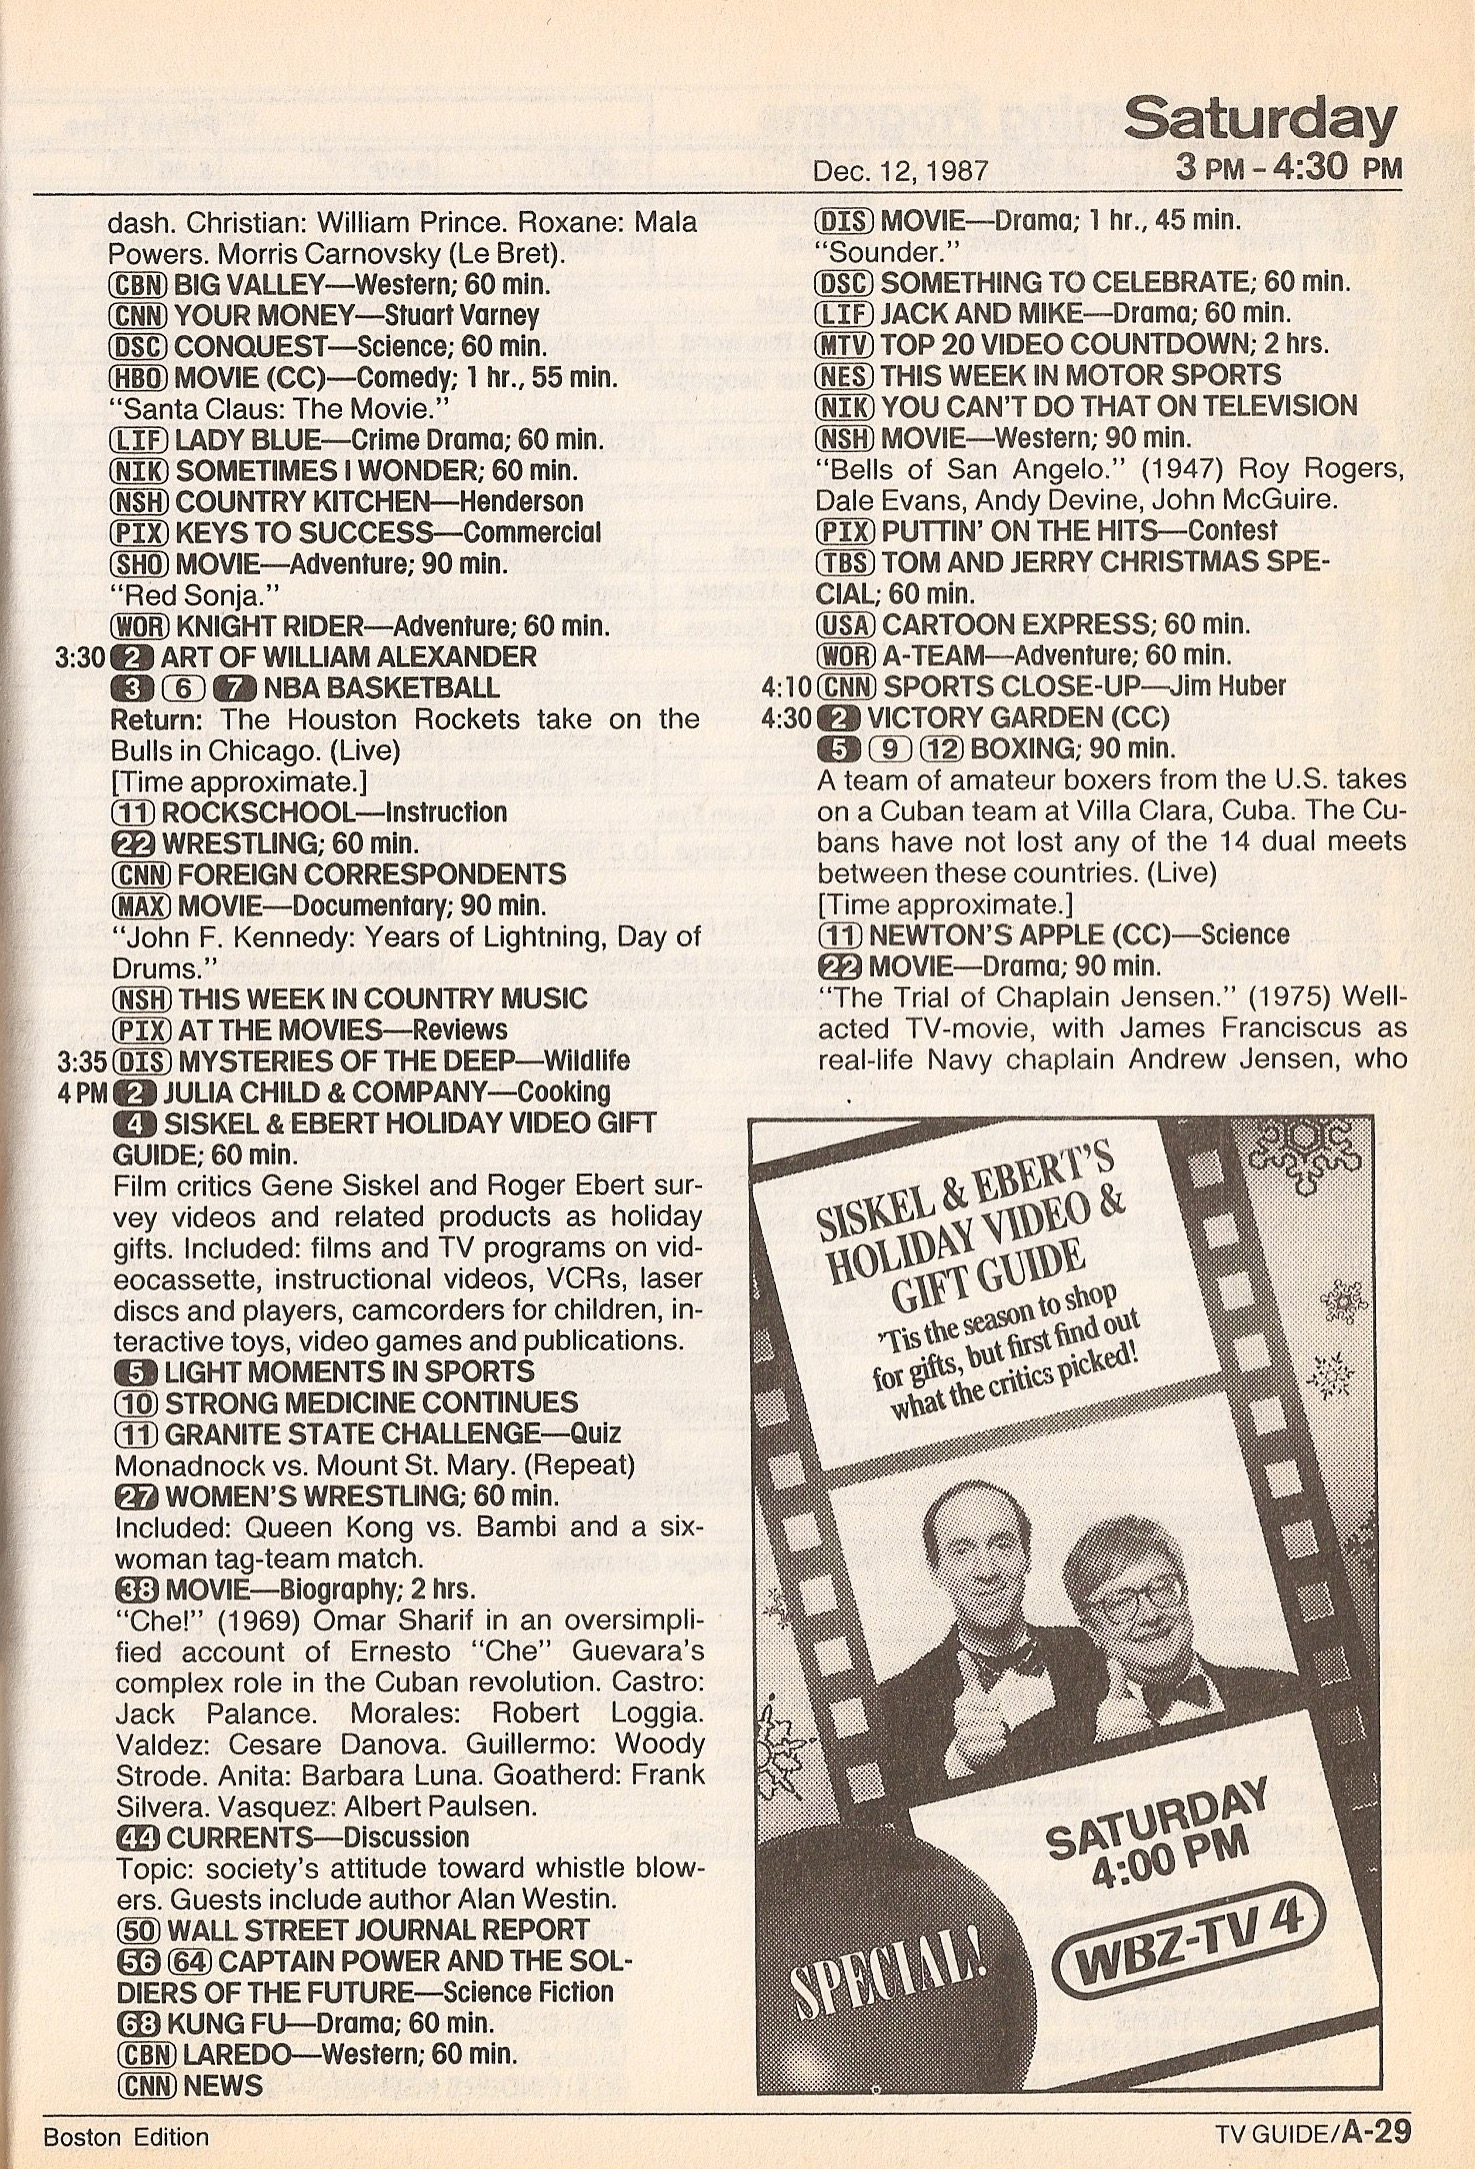 Saturday
Dec. 12, 1987 3 PM – 4:30 PM
dash. Christian: William Prince. Roxane: Mala
Powers. Morris Carnovsky (Le Bret).
CBN BIG VALLEY—Western; 60 min.
CNN YOUR MONEY—Stuart Varney
DSC CONQUEST—Science; 60 min.
HBO MOVIE (CC)—Comedy; 1 hr., 55 min.
“Santa Claus: The Movie.”
LIF LADY BLUE—Crime Drama; 60 min.
NIK SOMETIMES I WONDER; 60 min.
NSH COUNTRY KITCHEN—Henderson
PIX KEYS TO SUCCESS—Commercial
SHO MOVIE—Adventure; 90 min.
“Red Sonja.”
WOR KNIGHT RIDER—Adventure; 60 min.
3:30 2 ART OF WILLIAM ALEXANDER
3 6 7 NBA BASKETBALL
Return: The Houston Rockets take on the
Bulls in Chicago. (Live)
[Time approximate.]
11 ROCKSCHOOL—Instruction
22 WRESTLING; 60 min.
CNN FOREIGN CORRESPONDENTS
MAX MOVIE—Documentary; 90 min.
“John F. Kennedy: Years of Lightning, Day of
Drums.”
NSH THIS WEEK IN COUNTRY MUSIC
PIX AT THE MOVIES—Reviews
3:35 DIS MYSTERIES OF THE DEEP—Wildlife
4 PM 2 JULIA CHILD & COMPANY—Cooking
4 SISKEL & EBERT HOLIDAY VIDEO GIFT
GUIDE; 60 min.
Film critics Gene Siskel and Roger Ebert sur-
vey videos and related products as holiday
gifts. Included: films and TV programs on vid-
eocassette, instructional videos, VCRs, laser
discs and players, camcorders for children, in-
teractive toys, video games and publications.
5 LIGHT MOMENTS IN SPORTS
10 STRONG MEDICINE CONTINUES
11 GRANITE STATE CHALLENGE—Quiz
Monadnock vs. Mount St. Mary. (Repeat)
27 WOMEN'S WRESTLING; 60 min.
Included: Queen Kong vs. Bambi and a six-
woman tag-team match.
38 MOVIE—Biography; 2 hrs.
“Che!” (1969) Omar Sharif in an oversimpli-
fied account of Ernesto “Che” Guevara's
complex role in the Cuban revolution. Castro:
Jack Palance. Morales: Robert Loggia.
Valdez: Cesare Danova. Guillermo: Woody
Strode. Anita: Barbara Luna. Goatherd: Frank
Silvera. Vasquez: Albert Paulsen.
44 CURRENTS—Discussion
Topic: society's attitude toward whistle blow-
ers. Guests include author Alan Westin.
50 WALL STREET JOURNAL REPORT
56 64 CAPTAIN POWER AND THE SOL-
DIERS OF THE FUTURE—Science Fiction
68 KUNG FU—Drama; 60 min.
CBN LAREDO—Western; 60 min.
CNN NEWS
DIS MOVIE—Drama; 1 hr., 45 min.
“Sounder.”
DSC SOMETHING TO CELEBRATE; 60 min.
LIF JACK AND MIKE—Drama; 60 min.
MTV TOP 20 VIDEO COUNTDOWN; 2 hrs.
NES THIS WEEK IN MOTOR SPORTS
NIK YOU CAN'T DO THAT ON TELEVISION
NSH MOVIE—Western; 90 min.
“Bells of San Angelo.” (1947) Roy Rogers,
Dale Evans, Andy Devine, John McGuire.
PIX PUTTIN' ON THE HITS—Contest
TBS TOM AND JERRY CHRISTMAS SPE-
CIAL; 60 min.
USA CARTOON EXPRESS; 60 min.
WOR A-TEAM—Adventure; 60 min.
4:10 CNN SPORTS CLOSE-UP—Jim Huber
4:30 2 VICTORY GARDEN (CC)
5 9 12 BOXING; 90 min.
A team of amateur boxers from the U.S. takes
on a Cuban team at Villa Clara, Cuba. The Cu-
bans have not lost any of the 14 dual meets
between these countries. (Live)
[Time approximate.]
11 NEWTON'S APPLE (CC)—Science
22 MOVIE—Drama; 90 min.
“The Trial of Chaplain Jensen.” (1975) Well-
acted TV-movie, with James Franciscus as
real-life Navy chaplain Andrew Jensen, who
SISKEL & EBERT'S
HOLIDAY VIDEO &
GIFT GUIDE
'Tis the season to shop
for gifts, but first find out
what the critics picked!
SATURDAY
4:00 PM
WBZ-TV 4
SPECIAL!
Boston Edition
TV GUIDE/A-29